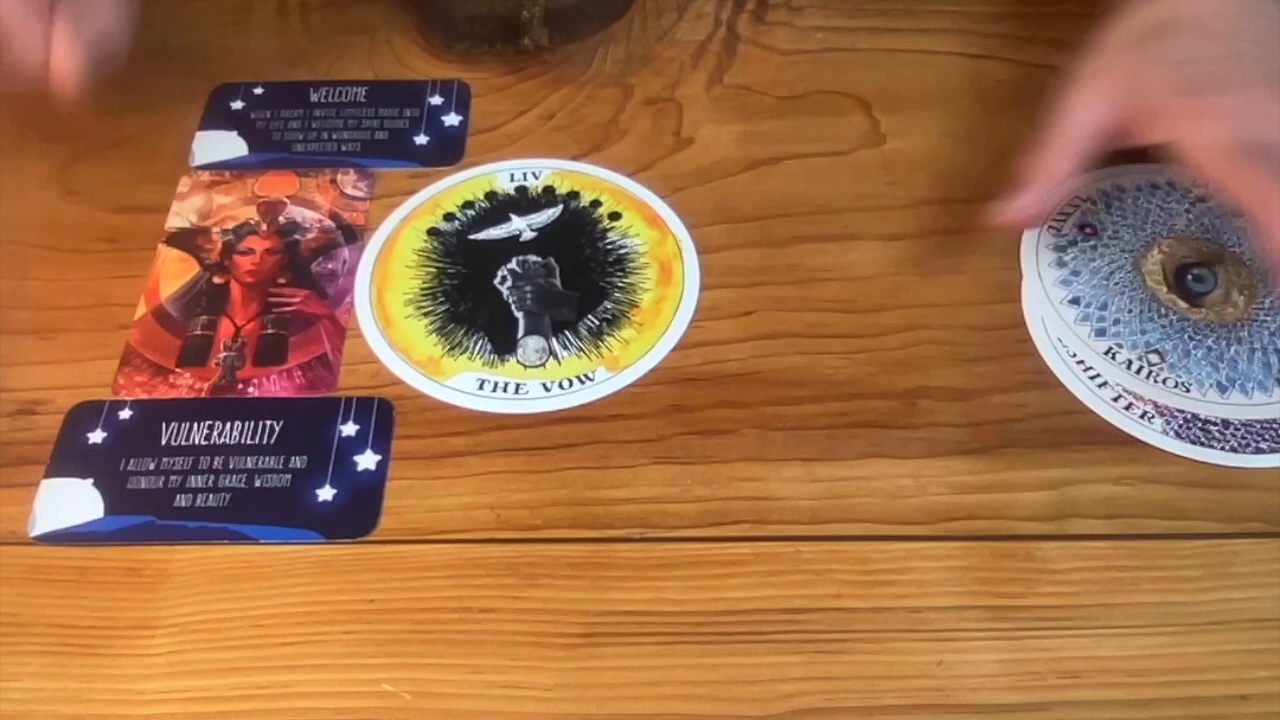 WELCOME
WHEN I DREAM I INVITE LIMITLESS MAGIC INTO
MY LIFE AND I WELCOME MY SPIRIT GUIDES
TO SHOW UP IN WONDROUS AND
UNEXPECTED WAYS
LIV
THE VOW
VULNERABILITY
I ALLOW MYSELF TO BE VULNERABLE AND
HONOUR MY INNER GRACE, WISDOM
AND BEAUTY.
KAIROS